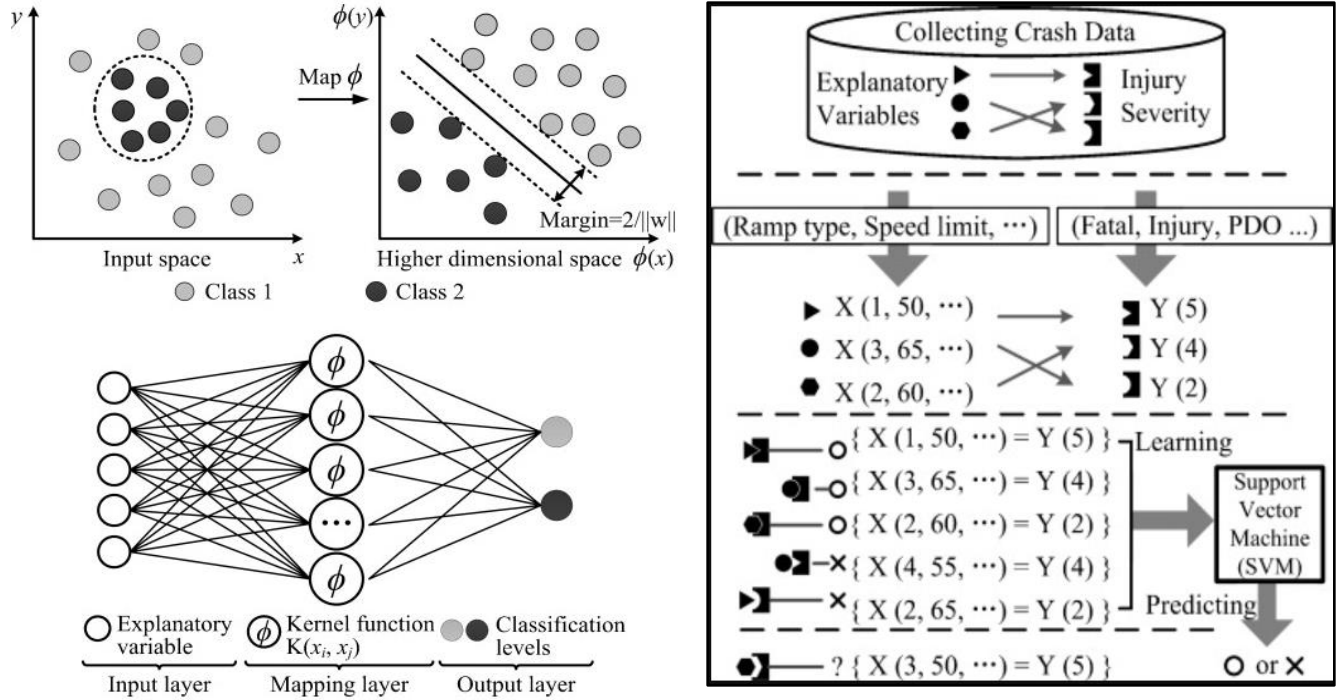 y
ϕ(y)
Map ϕ
Margin=2/||w||
Input space
x
Higher dimensional space
ϕ(x)
Class 1
Class 2
ϕ
ϕ
ϕ
...
ϕ
Explanatory
variable
ϕ
Kernel function
K(xᵢ, xⱼ)
Classification
levels
Input layer
Mapping layer
Output layer
Collecting Crash Data
Explanatory
Variables
Injury
Severity
(Ramp type, Speed limit, ···)
(Fatal, Injury, PDO ...)
X (1, 50, ···)
Y (5)
X (3, 65, ···)
Y (4)
X (2, 60, ···)
Y (2)
{ X (1, 50, ···) = Y (5) }
{ X (3, 65, ···) = Y (4) }
{ X (2, 60, ···) = Y (2) }
{ X (4, 55, ···) = Y (4) }
{ X (2, 65, ···) = Y (2) }
Learning
Predicting
Support
Vector
Machine
(SVM)
? { X (3, 50, ···) = Y (5) }
O or ×